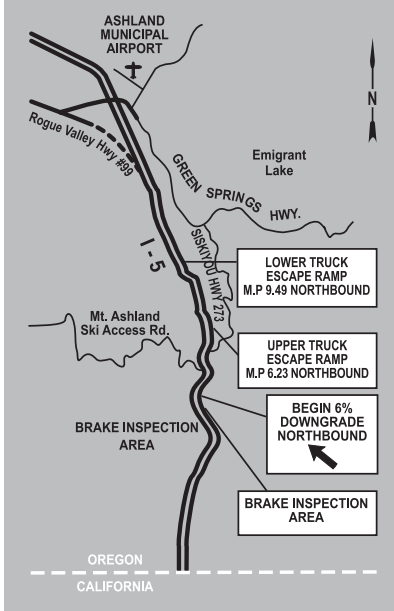 ASHLAND
MUNICIPAL
AIRPORT
N
Rogue Valley Hwy #99
GREEN SPRINGS
HWY.
Emigrant
Lake
SISKIYOU HWY 273
I - 5
LOWER TRUCK
ESCAPE RAMP
M.P 9.49 NORTHBOUND
Mt. Ashland
Ski Access Rd.
UPPER TRUCK
ESCAPE RAMP
M.P 6.23 NORTHBOUND
BEGIN 6%
DOWNGRADE
NORTHBOUND
BRAKE INSPECTION
AREA
BRAKE INSPECTION
AREA
OREGON
CALIFORNIA